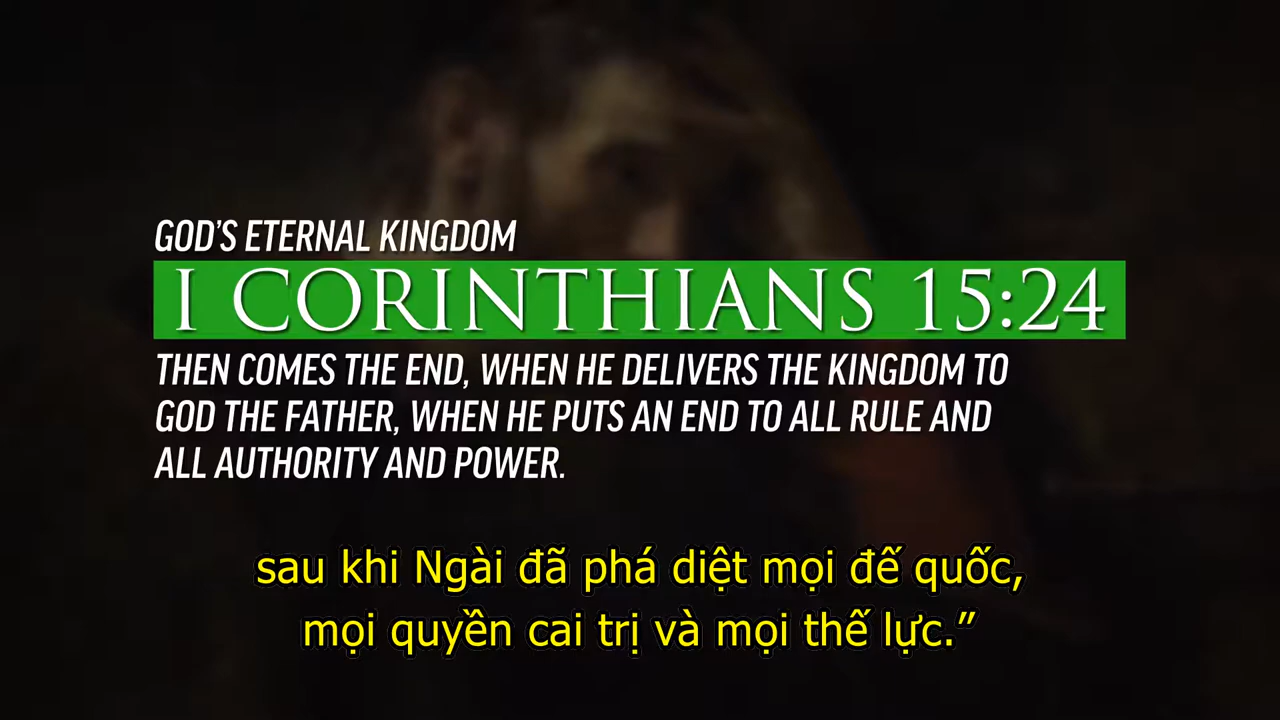 GOD'S ETERNAL KINGDOM
I CORINTHIANS 15:24
THEN COMES THE END, WHEN HE DELIVERS THE KINGDOM TO
GOD THE FATHER, WHEN HE PUTS AN END TO ALL RULE AND
ALL AUTHORITY AND POWER.
sau khi Ngài đã phá diệt mọi đế quốc,
mọi quyền cai trị và mọi thế lực.”